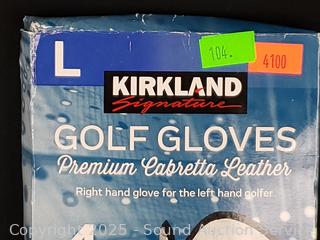 L
104.
4100
KIRKLAND
Signature
GOLF GLOVES
Premium Cabretta Leather
Right hand glove for the left hand golfer
Copyright 2025 - Sound Auction Service